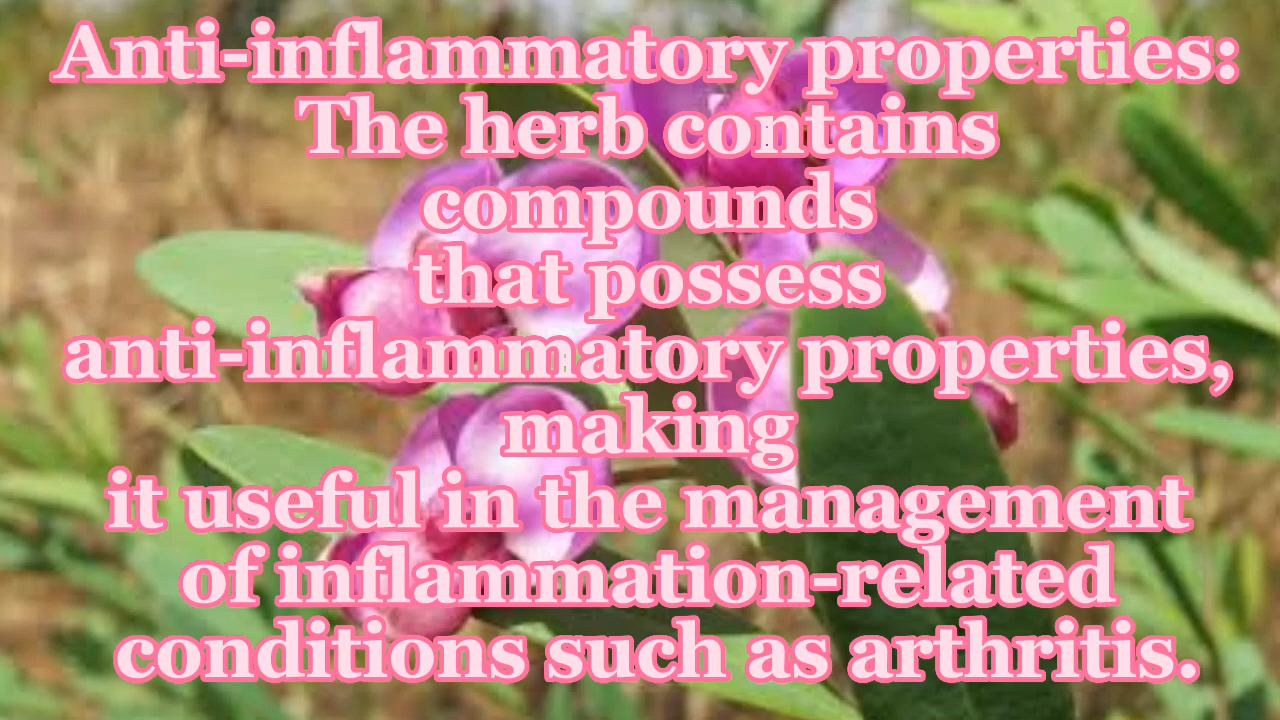 Anti-inflammatory properties:
The herb contains
compounds
that possess
anti-inflammatory properties,
making
it useful in the management
of inflammation-related
conditions such as arthritis.